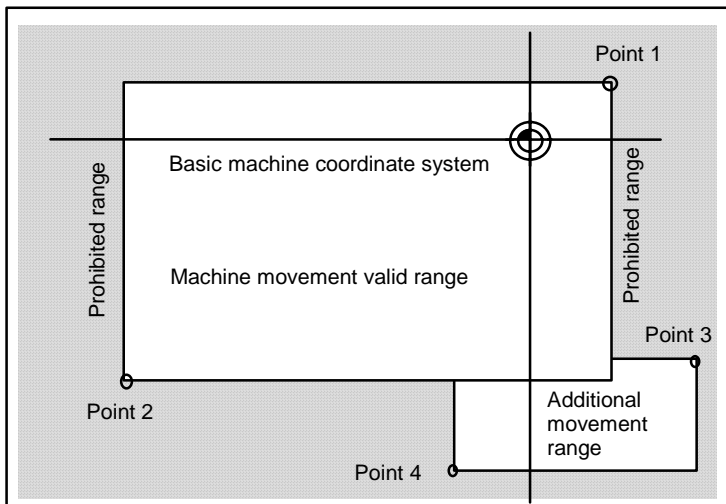 Point 1
Basic machine coordinate system
Prohibited range
Prohibited range
Machine movement valid range
Point 3
Point 2
Additional
movement
range
Point 4